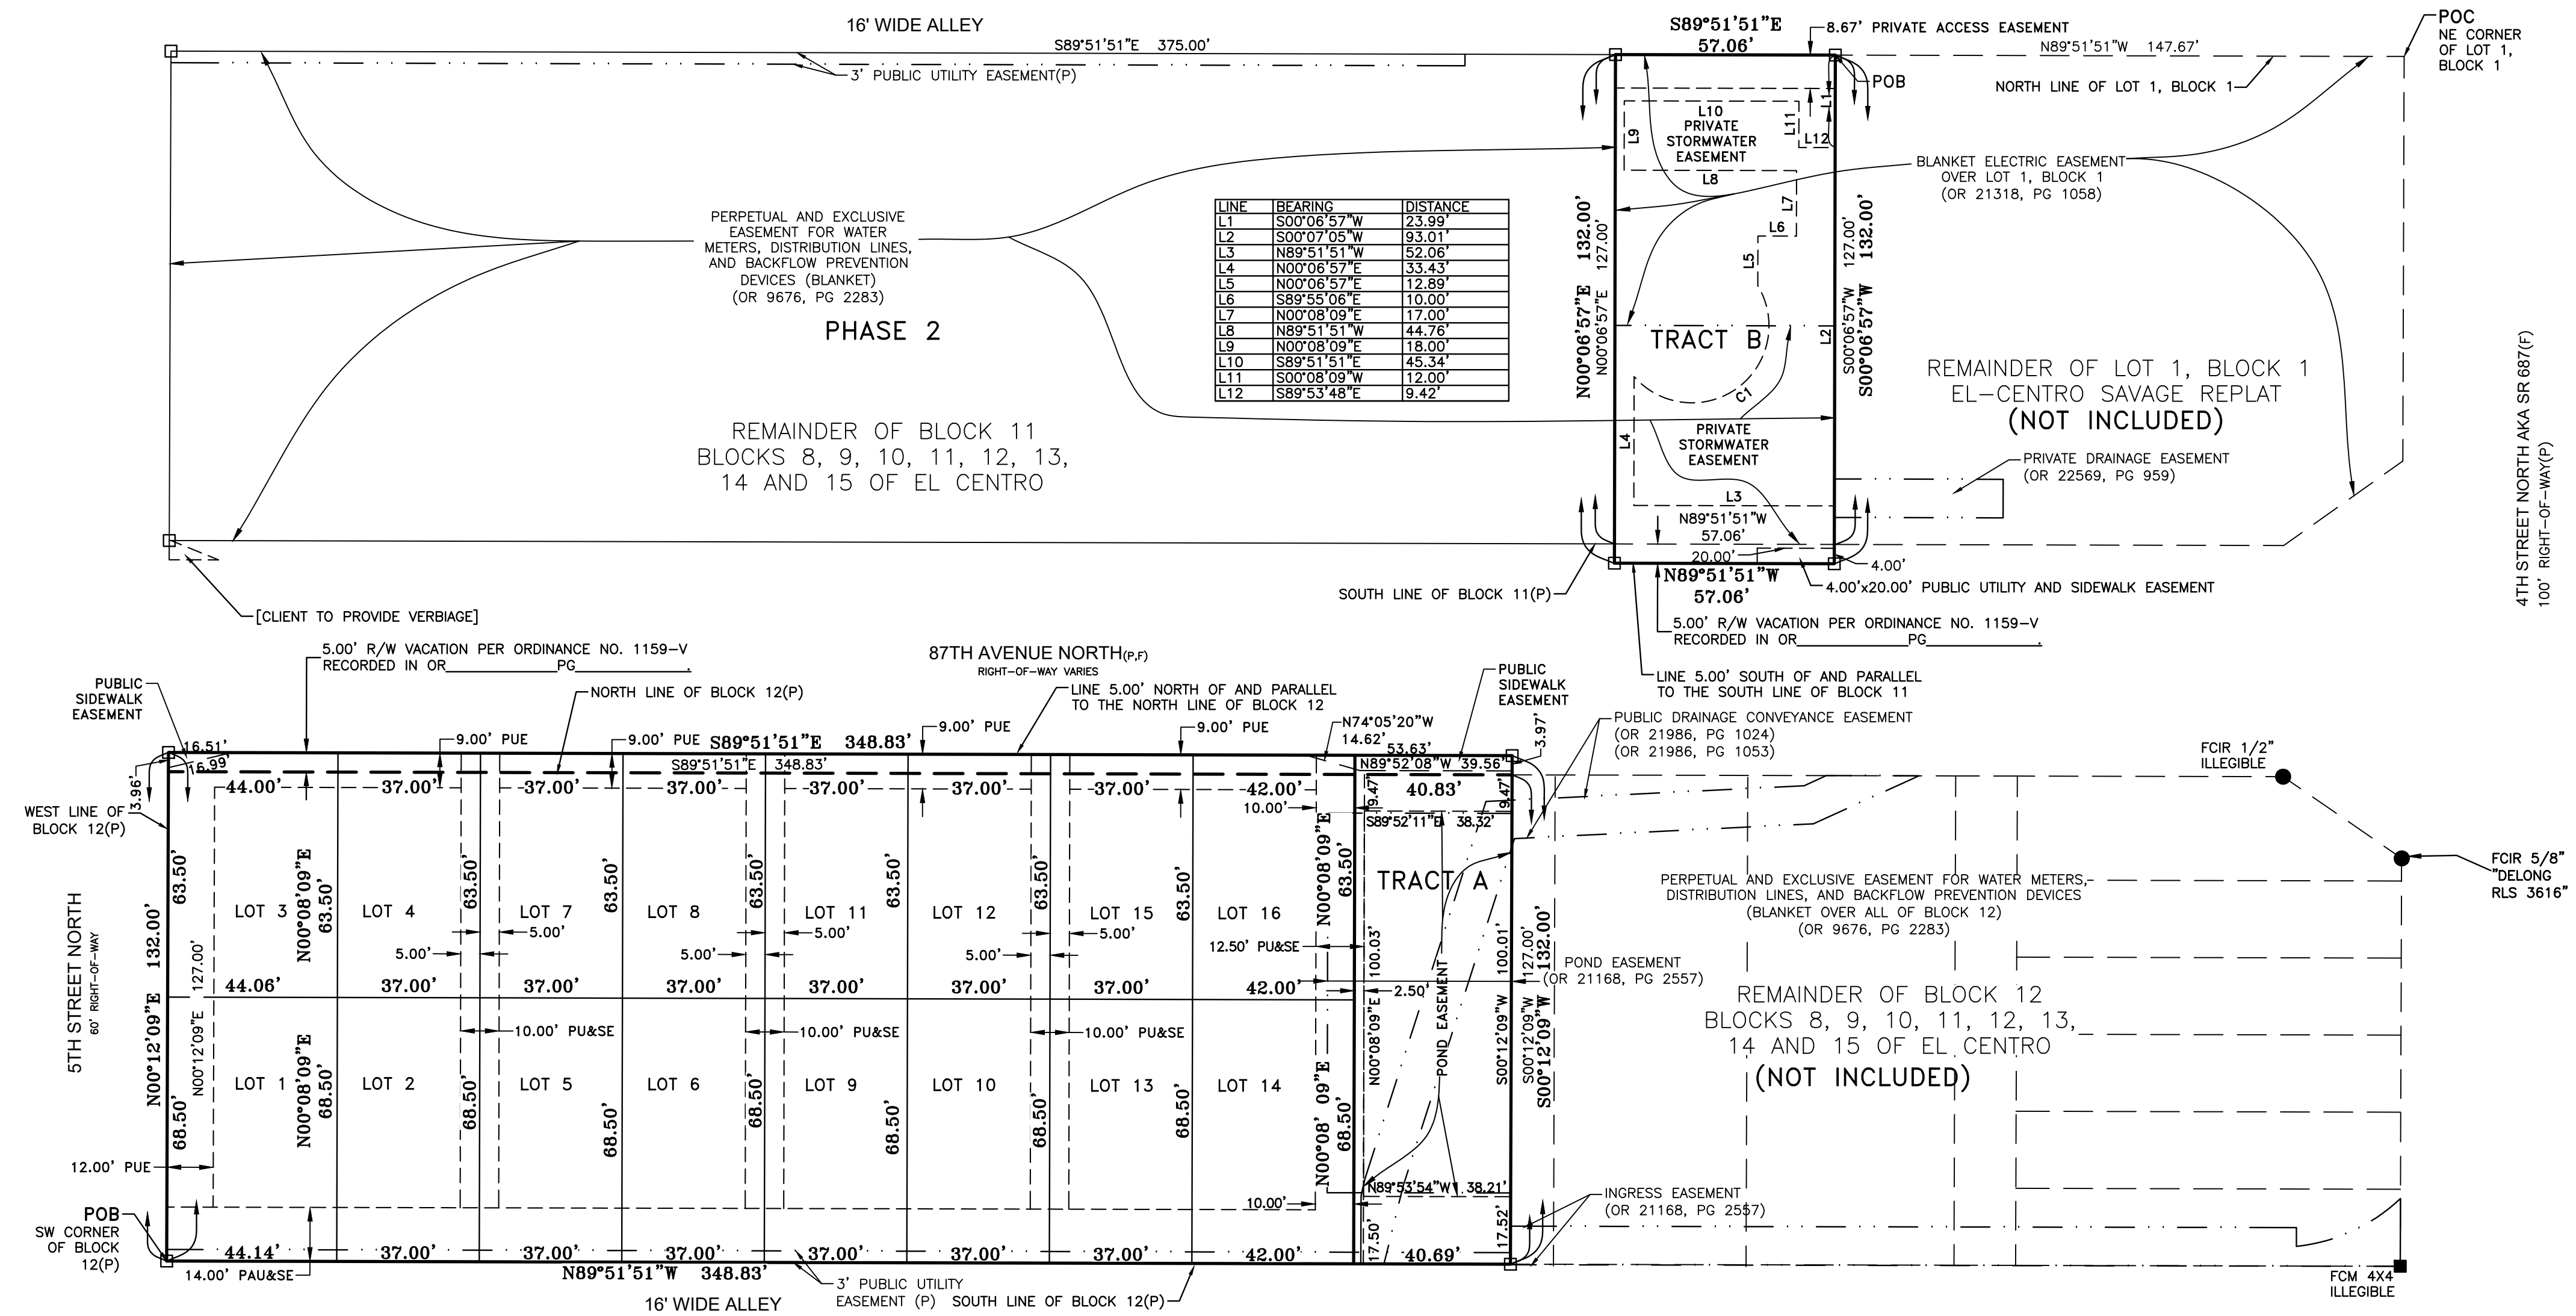 16' WIDE ALLEY
S89°51'51"E 375.00'
3' PUBLIC UTILITY EASEMENT(P)
S89°51'51"E
57.06'
8.67' PRIVATE ACCESS EASEMENT
N89°51'51"W 147.67'
POC
NE CORNER
OF LOT 1,
BLOCK 1
POB
NORTH LINE OF LOT 1, BLOCK 1
L1
L10
PRIVATE
STORMWATER
EASEMENT
L9
L11
L12
L8
L7
L6
L5
BLANKET ELECTRIC EASEMENT
OVER LOT 1, BLOCK 1
(OR 21318, PG 1058)
PERPETUAL AND EXCLUSIVE
EASEMENT FOR WATER
METERS, DISTRIBUTION LINES,
AND BACKFLOW PREVENTION
DEVICES (BLANKET)
(OR 9676, PG 2283)
PHASE 2
LINE BEARING DISTANCE
L1 S00°06'57"W 23.99'
L2 S00°07'05"W 93.01'
L3 N89°51'51"W 52.06'
L4 N00°06'57"E 33.43'
L5 N00°06'57"E 12.89'
L6 S89°55'06"E 10.00'
L7 N00°08'09"E 17.00'
L8 N89°51'51"W 44.76'
L9 N00°08'09"E 18.00'
L10 S89°51'51"E 45.34'
L11 S00°08'09"W 12.00'
L12 S89°53'48"E 9.42'
N00°06'57"E 132.00'
N00°06'57"E 127.00'
TRACT B
L2
S00°06'57"W 127.00'
S00°06'57"W 132.00'
C1
L4
PRIVATE
STORMWATER
EASEMENT
L3
N89°51'51"W
57.06'
20.00'
N89°51'51"W
57.06'
4.00'
4.00'x20.00' PUBLIC UTILITY AND SIDEWALK EASEMENT
REMAINDER OF LOT 1, BLOCK 1
EL-CENTRO SAVAGE REPLAT
(NOT INCLUDED)
PRIVATE DRAINAGE EASEMENT
(OR 22569, PG 959)
4TH STREET NORTH AKA SR 687(F)
100' RIGHT-OF-WAY(P)
REMAINDER OF BLOCK 11
BLOCKS 8, 9, 10, 11, 12, 13,
14 AND 15 OF EL CENTRO
[CLIENT TO PROVIDE VERBIAGE]
SOUTH LINE OF BLOCK 11(P)
5.00' R/W VACATION PER ORDINANCE NO. 1159-V
RECORDED IN OR__________PG__________.
LINE 5.00' SOUTH OF AND PARALLEL
TO THE SOUTH LINE OF BLOCK 11
5.00' R/W VACATION PER ORDINANCE NO. 1159-V
RECORDED IN OR__________PG__________.
87TH AVENUE NORTH(P,F)
RIGHT-OF-WAY VARIES
PUBLIC
SIDEWALK
EASEMENT
NORTH LINE OF BLOCK 12(P)
LINE 5.00' NORTH OF AND PARALLEL
TO THE NORTH LINE OF BLOCK 12
PUBLIC
SIDEWALK
EASEMENT
PUBLIC DRAINAGE CONVEYANCE EASEMENT
(OR 21986, PG 1024)
(OR 21986, PG 1053)
16.51'
16.99'
3.96'
9.00' PUE
9.00' PUE
S89°51'51"E 348.83'
S89°51'51"E 348.83'
9.00' PUE
9.00' PUE
N74°05'20"W
14.62'
53.63'
3.97'
N89°52'08"W 39.56'
44.00'
37.00'
37.00'
37.00'
37.00'
37.00'
37.00'
42.00'
40.83'
10.00'
9.47'
9.47'
S89°52'11"E 38.32'
WEST LINE OF
BLOCK 12(P)
FCIR 1/2"
ILLEGIBLE
FCIR 5/8"
"DELONG
RLS 3616"
5TH STREET NORTH
60' RIGHT-OF-WAY
N00°12'09"E 132.00'
N00°12'09"E 127.00'
63.50'
N00°08'09"E
63.50'
63.50'
63.50'
63.50'
63.50'
63.50'
63.50'
N00°08'09"E
63.50'
LOT 3
LOT 4
LOT 7
LOT 8
LOT 11
LOT 12
LOT 15
LOT 16
TRACT A
5.00'
5.00'
5.00'
5.00'
5.00'
5.00'
12.50' PU&SE
44.06'
37.00'
37.00'
37.00'
37.00'
37.00'
37.00'
42.00'
2.50'
10.00' PU&SE
10.00' PU&SE
10.00' PU&SE
N00°08'09"E 100.03'
POND EASEMENT
S00°12'09"W 100.01'
S00°12'09"W 127.00'
S00°12'09"W 132.00'
PERPETUAL AND EXCLUSIVE EASEMENT FOR WATER METERS,
DISTRIBUTION LINES, AND BACKFLOW PREVENTION DEVICES
(BLANKET OVER ALL OF BLOCK 12)
(OR 9676, PG 2283)
POND EASEMENT
(OR 21168, PG 2557)
REMAINDER OF BLOCK 12
BLOCKS 8, 9, 10, 11, 12, 13,
14 AND 15 OF EL CENTRO
(NOT INCLUDED)
LOT 1
LOT 2
LOT 5
LOT 6
LOT 9
LOT 10
LOT 13
LOT 14
68.50'
N00°08'09"E
68.50'
68.50'
68.50'
68.50'
68.50'
68.50'
68.50'
N00°08' 09"E
68.50'
12.00' PUE
10.00'
N89°53'54"W 38.21'
17.50'
17.52'
INGRESS EASEMENT
(OR 21168, PG 2557)
POB
SW CORNER
OF BLOCK
12(P)
44.14'
37.00'
37.00'
37.00'
37.00'
37.00'
37.00'
42.00'
40.69'
14.00' PAU&SE
N89°51'51"W 348.83'
3' PUBLIC UTILITY
EASEMENT (P)
SOUTH LINE OF BLOCK 12(P)
16' WIDE ALLEY
FCM 4X4
ILLEGIBLE